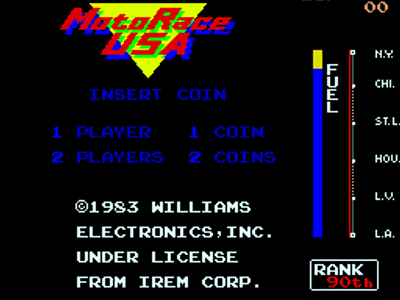 00
MotoRace
USA
INSERT COIN
1 PLAYER 1 COIN
2 PLAYERS 2 COINS
©1983 WILLIAMS
ELECTRONICS,INC.
UNDER LICENSE
FROM IREM CORP.
FUEL
N.Y.
CHI.
ST.L.
HOU.
L.V.
L.A.
RANK
90th